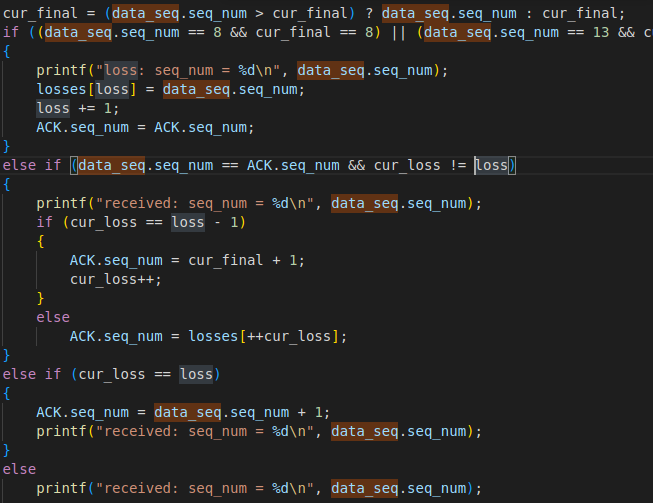 cur_final = (data_seq.seq_num > cur_final) ? data_seq.seq_num : cur_final;
if ((data_seq.seq_num == 8 && cur_final == 8) || (data_seq.seq_num == 13 &&
{
printf("loss: seq_num = %d\n", data_seq.seq_num);
losses[loss] = data_seq.seq_num;
loss += 1;
ACK.seq_num = ACK.seq_num;
}
else if (data_seq.seq_num == ACK.seq_num && cur_loss != loss)
{
printf("received: seq_num = %d\n", data_seq.seq_num);
if (cur_loss == loss - 1)
{
ACK.seq_num = cur_final + 1;
cur_loss++;
}
else
ACK.seq_num = losses[++cur_loss];
}
else if (cur_loss == loss)
{
ACK.seq_num = data_seq.seq_num + 1;
printf("received: seq_num = %d\n", data_seq.seq_num);
}
else
printf("received: seq_num = %d\n", data_seq.seq_num);